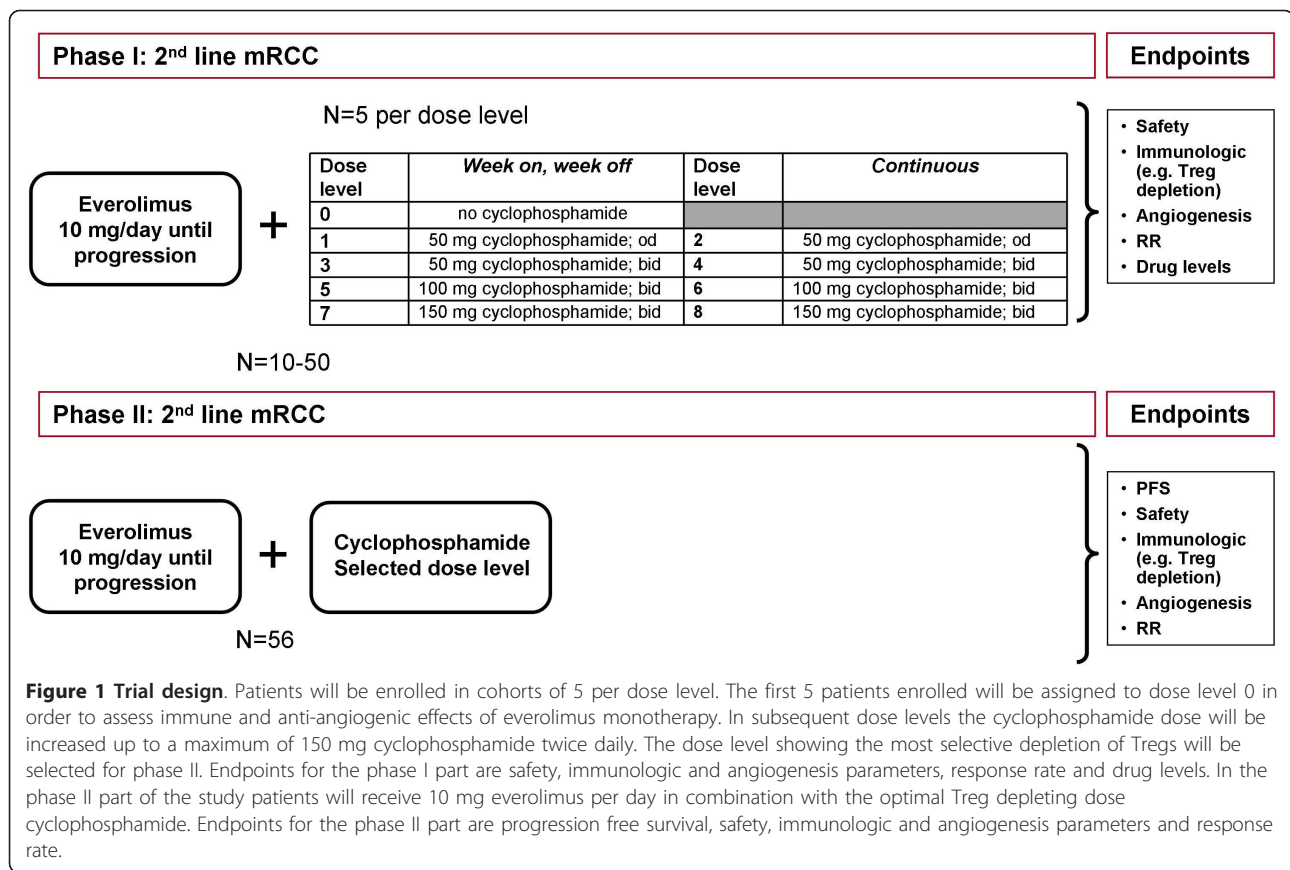 Phase I: 2nd line mRCC
Endpoints
N=5 per dose level
Everolimus
10 mg/day until
progression
+
Dose level | Week on, week off | Dose level | Continuous
0 | no cyclophosphamide
1 | 50 mg cyclophosphamide; od | 2 | 50 mg cyclophosphamide; od
3 | 50 mg cyclophosphamide; bid | 4 | 50 mg cyclophosphamide; bid
5 | 100 mg cyclophosphamide; bid | 6 | 100 mg cyclophosphamide; bid
7 | 150 mg cyclophosphamide; bid | 8 | 150 mg cyclophosphamide; bid
• Safety
• Immunologic
(e.g. Treg
depletion)
• Angiogenesis
• RR
• Drug levels
N=10-50
Phase II: 2nd line mRCC
Endpoints
Everolimus
10 mg/day until
progression
+
Cyclophosphamide
Selected dose level
• PFS
• Safety
• Immunologic
(e.g. Treg
depletion)
• Angiogenesis
• RR
N=56
Figure 1 Trial design. Patients will be enrolled in cohorts of 5 per dose level. The first 5 patients enrolled will be assigned to dose level 0 in
order to assess immune and anti-angiogenic effects of everolimus monotherapy. In subsequent dose levels the cyclophosphamide dose will be
increased up to a maximum of 150 mg cyclophosphamide twice daily. The dose level showing the most selective depletion of Tregs will be
selected for phase II. Endpoints for the phase I part are safety, immunologic and angiogenesis parameters, response rate and drug levels. In the
phase II part of the study patients will receive 10 mg everolimus per day in combination with the optimal Treg depleting dose
cyclophosphamide. Endpoints for the phase II part are progression free survival, safety, immunologic and angiogenesis parameters and response
rate.